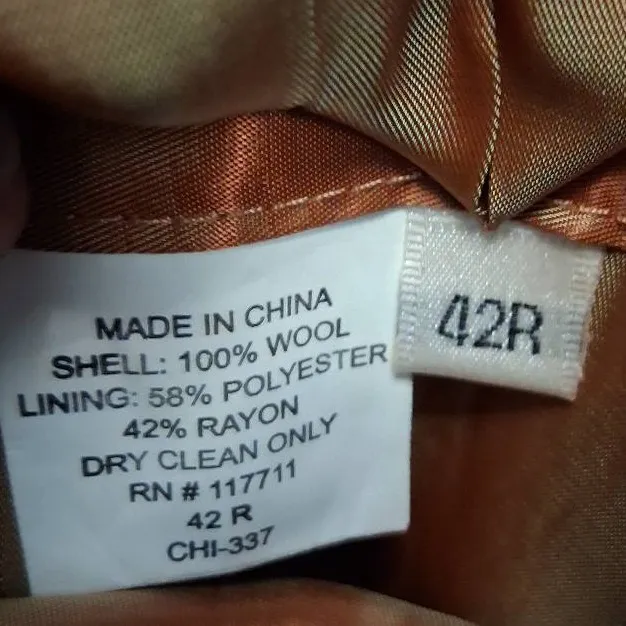 MADE IN CHINA
SHELL: 100% WOOL
LINING: 58% POLYESTER
42% RAYON
DRY CLEAN ONLY
RN # 117711
42 R
CHI-337
42R